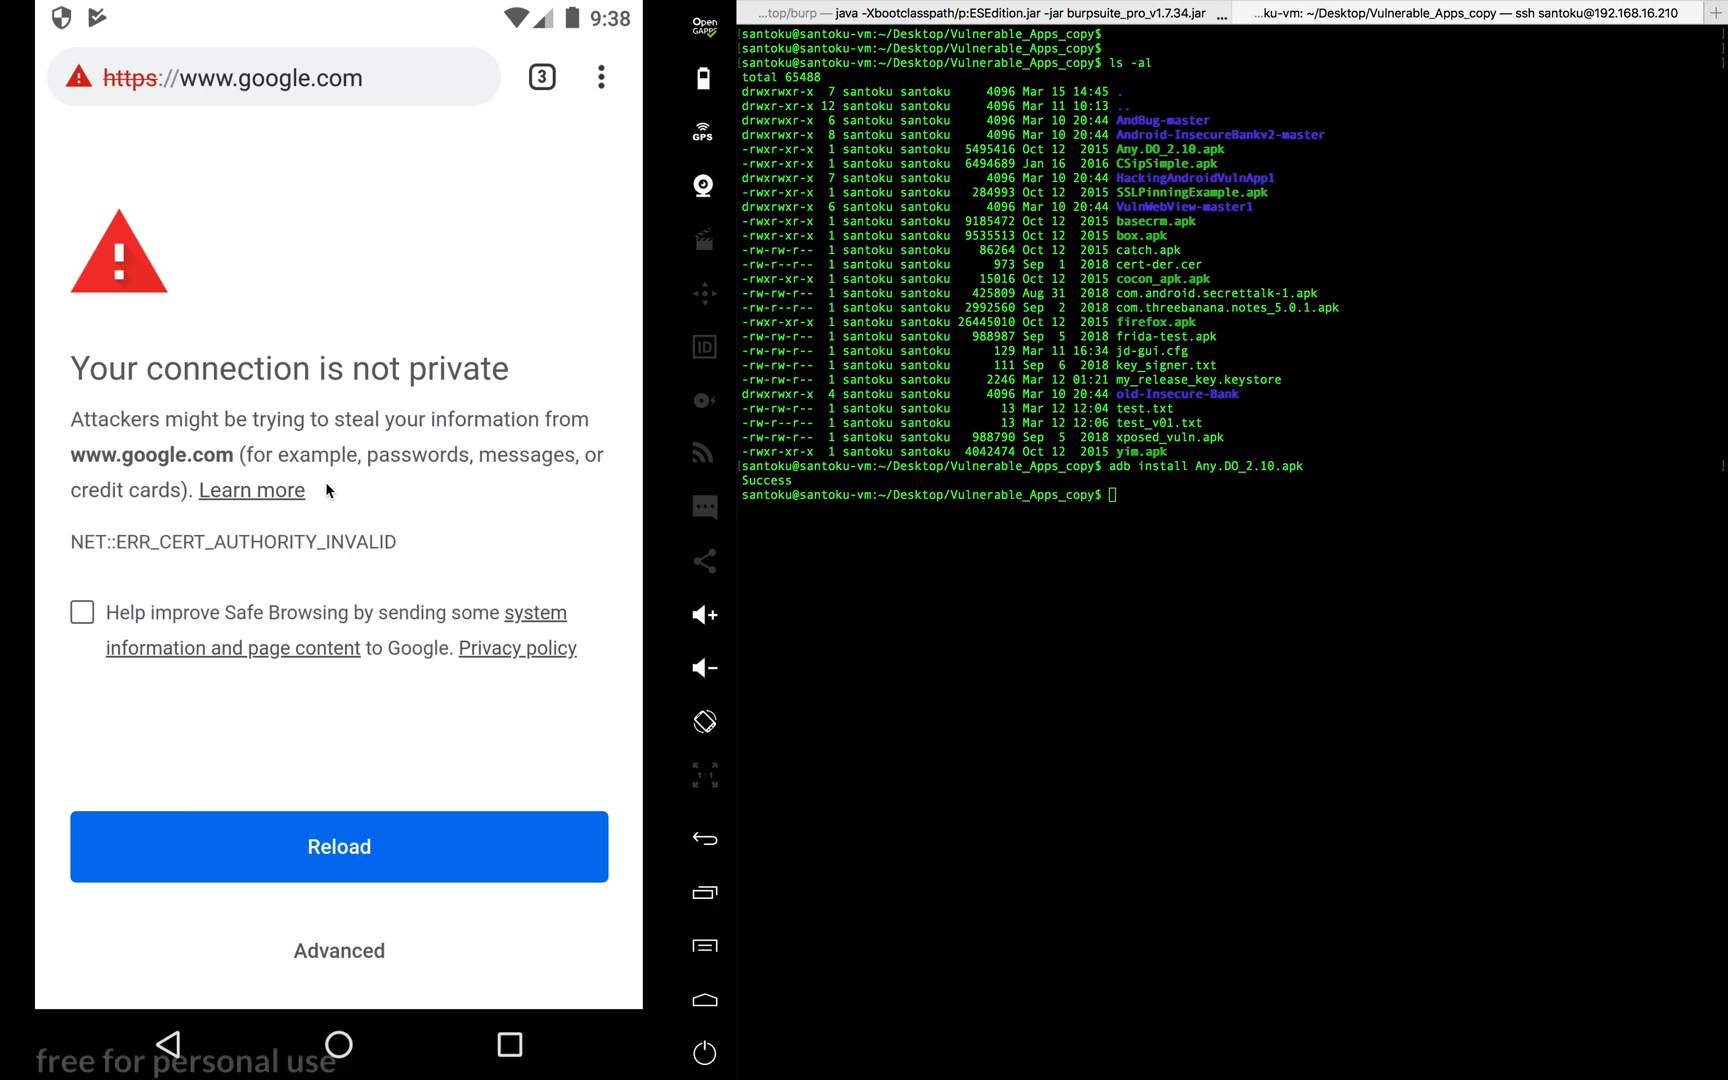 9:38
https://www.google.com
3
Your connection is not private
Attackers might be trying to steal your information from
www.google.com (for example, passwords, messages, or
credit cards). Learn more
NET::ERR_CERT_AUTHORITY_INVALID
Help improve Safe Browsing by sending some system
information and page content to Google. Privacy policy
Reload
Advanced
free for personal use
Open
GAPPS
GPS
ID
1:1
...top/burp — java -Xbootclasspath/p:ESEdition.jar -jar burpsuite_pro_v1.7.34.jar ...
...ku-vm: ~/Desktop/Vulnerable_Apps_copy — ssh santoku@192.168.16.210
+
[santoku@santoku-vm:~/Desktop/Vulnerable_Apps_copy$ ]
[santoku@santoku-vm:~/Desktop/Vulnerable_Apps_copy$ ]
[santoku@santoku-vm:~/Desktop/Vulnerable_Apps_copy$ ls -al ]
total 65488
drwxrwxr-x 7 santoku santoku 4096 Mar 15 14:45 .
drwxr-xr-x 12 santoku santoku 4096 Mar 11 10:13 ..
drwxrwxr-x 6 santoku santoku 4096 Mar 10 20:44 AndBug-master
drwxrwxr-x 8 santoku santoku 4096 Mar 10 20:44 Android-InsecureBankv2-master
-rwxr-xr-x 1 santoku santoku 5495416 Oct 12 2015 Any.DO_2.10.apk
-rwxr-xr-x 1 santoku santoku 6494689 Jan 16 2016 CSipSimple.apk
drwxrwxr-x 7 santoku santoku 4096 Mar 10 20:44 HackingAndroidVulnApp1
-rwxr-xr-x 1 santoku santoku 284993 Oct 12 2015 SSLPinningExample.apk
drwxrwxr-x 6 santoku santoku 4096 Mar 10 20:44 VulnWebView-master1
-rwxr-xr-x 1 santoku santoku 9185472 Oct 12 2015 basecrm.apk
-rwxr-xr-x 1 santoku santoku 9535513 Oct 12 2015 box.apk
-rw-rw-r-- 1 santoku santoku 86264 Oct 12 2015 catch.apk
-rw-r--r-- 1 santoku santoku 973 Sep 1 2018 cert-der.cer
-rwxr-xr-x 1 santoku santoku 15016 Oct 12 2015 cocon_apk.apk
-rw-rw-r-- 1 santoku santoku 425809 Aug 31 2018 com.android.secrettalk-1.apk
-rw-rw-r-- 1 santoku santoku 2992560 Sep 2 2018 com.threebanana.notes_5.0.1.apk
-rwxr-xr-x 1 santoku santoku 26445010 Oct 12 2015 firefox.apk
-rw-rw-r-- 1 santoku santoku 988987 Sep 5 2018 frida-test.apk
-rw-rw-r-- 1 santoku santoku 129 Mar 11 16:34 jd-gui.cfg
-rw-rw-r-- 1 santoku santoku 111 Sep 6 2018 key_signer.txt
-rw-rw-r-- 1 santoku santoku 2246 Mar 12 01:21 my_release_key.keystore
drwxrwxr-x 4 santoku santoku 4096 Mar 10 20:44 old-Insecure-Bank
-rw-rw-r-- 1 santoku santoku 13 Mar 12 12:04 test.txt
-rw-r--r-- 1 santoku santoku 13 Mar 12 12:06 test_v01.txt
-rw-rw-r-- 1 santoku santoku 988790 Sep 5 2018 xposed_vuln.apk
-rwxr-xr-x 1 santoku santoku 4042474 Oct 12 2015 yim.apk
[santoku@santoku-vm:~/Desktop/Vulnerable_Apps_copy$ adb install Any.DO_2.10.apk ]
Success
santoku@santoku-vm:~/Desktop/Vulnerable_Apps_copy$